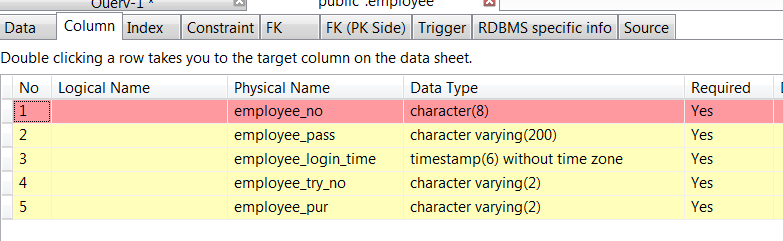 Query-1 *
public .employee
Data Column Index Constraint FK FK (PK Side) Trigger RDBMS specific info Source
Double clicking a row takes you to the target column on the data sheet.
No Logical Name Physical Name Data Type Required
1 employee_no character(8) Yes
2 employee_pass character varying(200) Yes
3 employee_login_time timestamp(6) without time zone Yes
4 employee_try_no character varying(2) Yes
5 employee_pur character varying(2) Yes